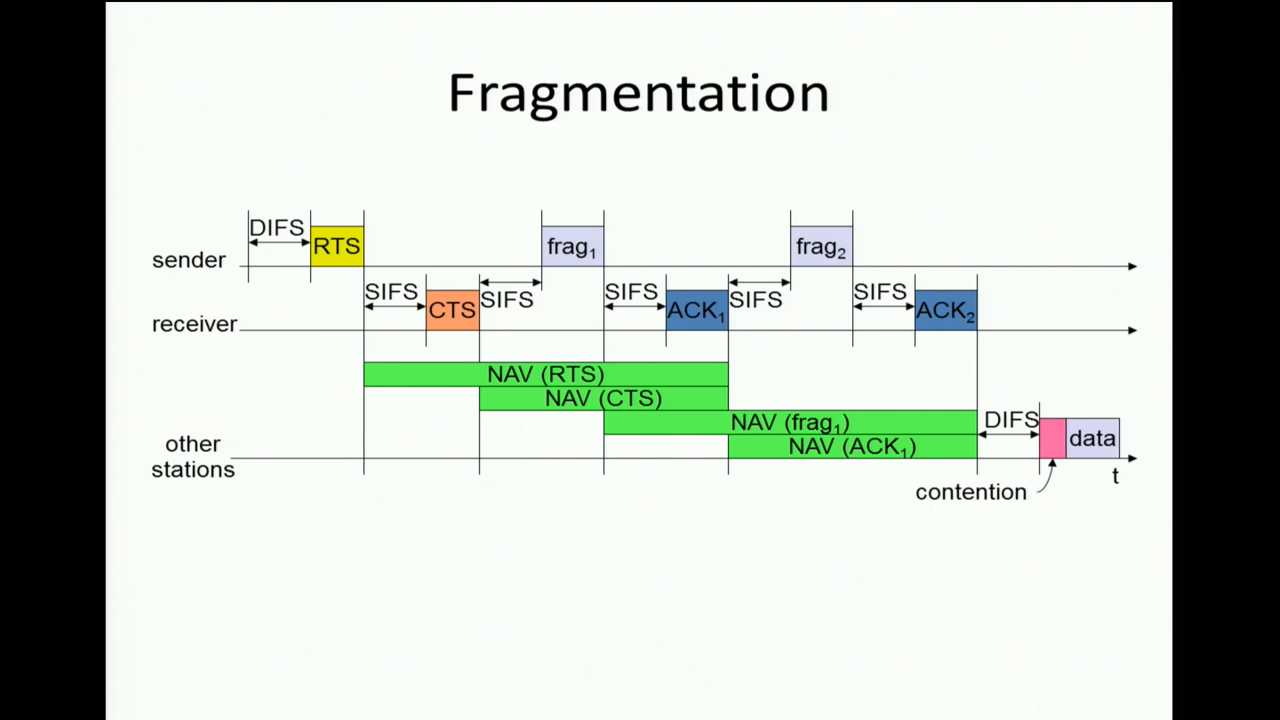 Fragmentation
DIFS
RTS
frag1
frag2
sender
SIFS
CTS
SIFS
SIFS
ACK1
SIFS
SIFS
ACK2
receiver
NAV (RTS)
NAV (CTS)
NAV (frag1)
NAV (ACK1)
DIFS
data
other
stations
t
contention